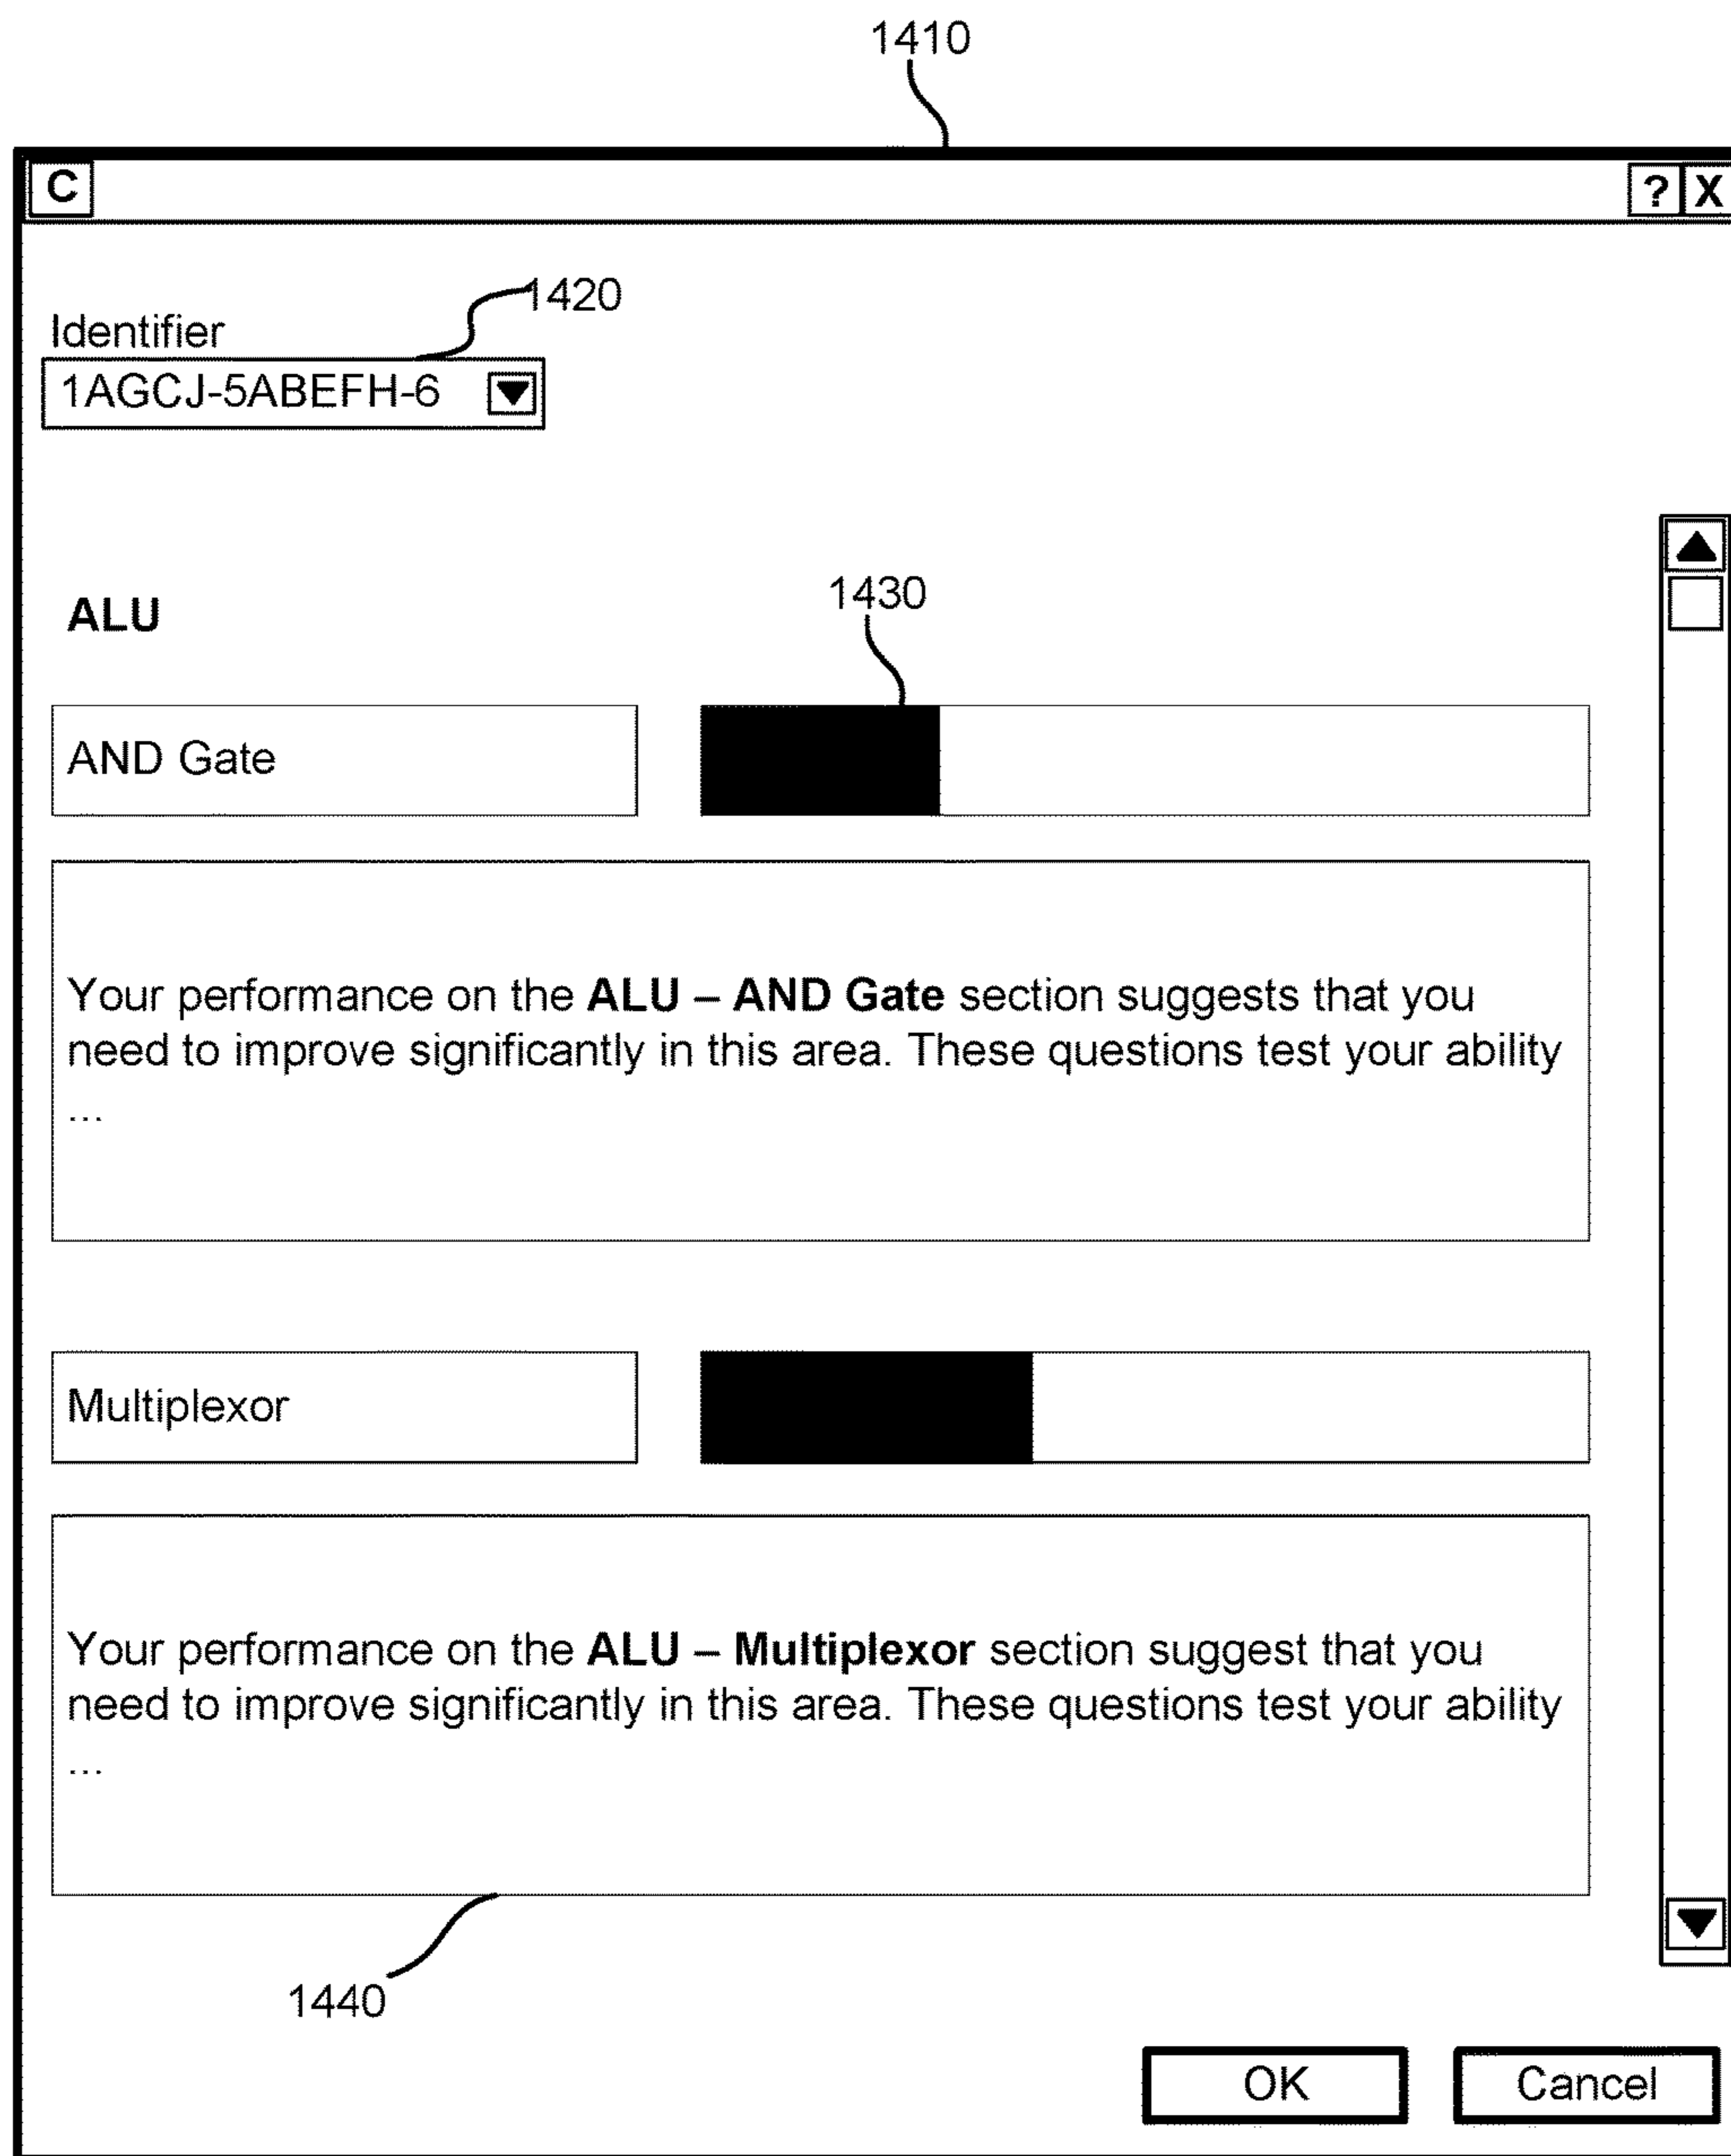 1410
C ? X
1420
Identifier
1AGCJ-5ABEFH-6
ALU
1430
AND Gate
Your performance on the ALU – AND Gate section suggests that you
need to improve significantly in this area. These questions test your ability
...
Multiplexor
Your performance on the ALU – Multiplexor section suggest that you
need to improve significantly in this area. These questions test your ability
...
1440
OK Cancel